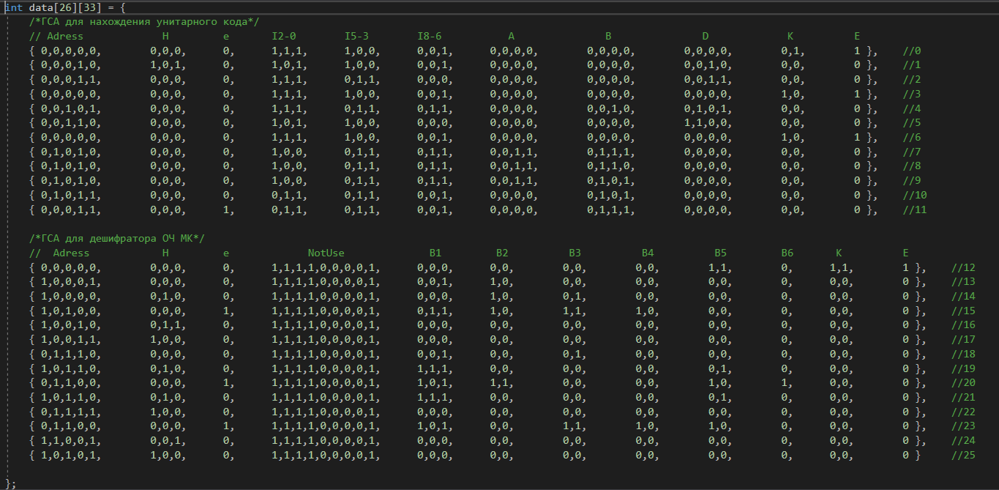 int data[26][33] = {
/*ГСА для нахождения унитарного кода*/
// Adress H e I2-0 I5-3 I8-6 A B D K E
{ 0,0,0,0,0, 0,0,0, 0, 1,1,1, 1,0,0, 0,0,1, 0,0,0,0, 0,0,0,0, 0,0,0,0, 0,1, 1 }, //0
{ 0,0,0,1,0, 1,0,1, 0, 1,0,1, 1,0,0, 0,0,1, 0,0,0,0, 0,0,0,0, 0,0,1,0, 0,0, 0 }, //1
{ 0,0,0,1,1, 0,0,0, 0, 1,1,1, 0,1,1, 0,0,0, 0,0,0,0, 0,0,0,0, 0,0,1,1, 0,0, 0 }, //2
{ 0,0,0,0,0, 0,0,0, 0, 1,1,1, 1,0,0, 0,0,1, 0,0,0,0, 0,0,0,0, 0,0,0,0, 1,0, 1 }, //3
{ 0,0,1,0,1, 0,0,0, 0, 1,1,1, 0,1,1, 0,1,1, 0,0,0,0, 0,0,1,0, 0,1,0,1, 0,0, 0 }, //4
{ 0,0,1,1,0, 0,0,0, 0, 1,0,1, 1,0,0, 0,0,1, 0,0,0,0, 0,0,0,0, 1,1,0,0, 0,0, 0 }, //5
{ 0,0,0,0,0, 0,0,0, 0, 1,1,1, 1,0,0, 0,0,1, 0,0,0,0, 0,0,0,0, 0,0,0,0, 1,0, 1 }, //6
{ 0,1,0,1,0, 0,0,0, 0, 1,0,0, 0,1,1, 0,1,1, 0,0,1,1, 0,1,1,1, 0,0,0,0, 0,0, 0 }, //7
{ 0,1,0,1,0, 0,0,0, 0, 1,0,0, 0,1,1, 0,1,1, 0,0,1,1, 0,1,1,0, 0,0,0,0, 0,0, 0 }, //8
{ 0,1,0,1,0, 0,0,0, 0, 1,0,0, 0,1,1, 0,1,1, 0,0,1,1, 0,1,0,1, 0,0,0,0, 0,0, 0 }, //9
{ 0,1,0,1,1, 0,0,0, 0, 0,1,1, 0,1,1, 0,0,1, 0,0,0,0, 0,1,0,1, 0,0,0,0, 0,0, 0 }, //10
{ 0,0,0,1,1, 0,0,0, 1, 0,1,1, 0,1,1, 0,0,1, 0,0,0,0, 0,1,1,1, 0,0,0,0, 0,0, 0 }, //11
/*ГСА для дешифратора ОЧ МК*/
// Adress H e NotUse B1 B2 B3 B4 B5 B6 K E
{ 0,0,0,0,0, 0,0,0, 0, 1,1,1,1,0,0,0,0,1, 0,0,0, 0,0, 0,0, 0,0, 1,1, 0, 1,1, 1 }, //12
{ 1,0,0,0,1, 0,0,0, 0, 1,1,1,1,0,0,0,0,1, 0,0,1, 1,0, 0,0, 0,0, 0,0, 0, 0,0, 0 }, //13
{ 1,0,0,0,0, 0,1,0, 0, 1,1,1,1,0,0,0,0,1, 0,0,0, 1,0, 0,1, 0,0, 0,0, 0, 0,0, 0 }, //14
{ 1,0,1,0,0, 0,0,0, 1, 1,1,1,1,0,0,0,0,1, 0,1,1, 1,0, 1,1, 1,0, 0,0, 0, 0,0, 0 }, //15
{ 1,0,0,1,0, 0,1,1, 0, 1,1,1,1,0,0,0,0,1, 0,0,0, 0,0, 0,0, 0,0, 0,0, 0, 0,0, 0 }, //16
{ 1,0,0,1,1, 1,0,0, 0, 1,1,1,1,0,0,0,0,1, 0,0,0, 0,0, 0,0, 0,0, 0,0, 0, 0,0, 0 }, //17
{ 0,1,1,1,0, 0,0,0, 0, 1,1,1,1,0,0,0,0,1, 0,0,1, 0,0, 0,1, 0,0, 0,0, 0, 0,0, 0 }, //18
{ 1,0,1,1,0, 0,1,0, 0, 1,1,1,1,0,0,0,0,1, 1,1,1, 0,0, 0,0, 0,0, 0,1, 0, 0,0, 0 }, //19
{ 0,1,1,0,0, 0,0,0, 1, 1,1,1,1,0,0,0,0,1, 1,0,1, 1,1, 0,0, 0,0, 1,0, 1, 0,0, 0 }, //20
{ 1,0,1,1,0, 0,1,0, 0, 1,1,1,1,0,0,0,0,1, 1,1,1, 0,0, 0,0, 0,0, 0,1, 0, 0,0, 0 }, //21
{ 0,1,1,1,1, 1,0,0, 0, 1,1,1,1,0,0,0,0,1, 0,0,0, 0,0, 0,0, 0,0, 0,0, 0, 0,0, 0 }, //22
{ 0,1,1,0,0, 0,0,0, 1, 1,1,1,1,0,0,0,0,1, 1,0,1, 0,0, 1,1, 1,0, 1,0, 0, 0,0, 0 }, //23
{ 1,1,0,0,1, 0,0,1, 0, 1,1,1,1,0,0,0,0,1, 0,0,0, 0,0, 0,0, 0,0, 0,0, 0, 0,0, 0 }, //24
{ 1,0,1,0,1, 1,0,0, 0, 1,1,1,1,0,0,0,0,1, 0,0,0, 0,0, 0,0, 0,0, 0,0, 0, 0,0, 0 } //25
};